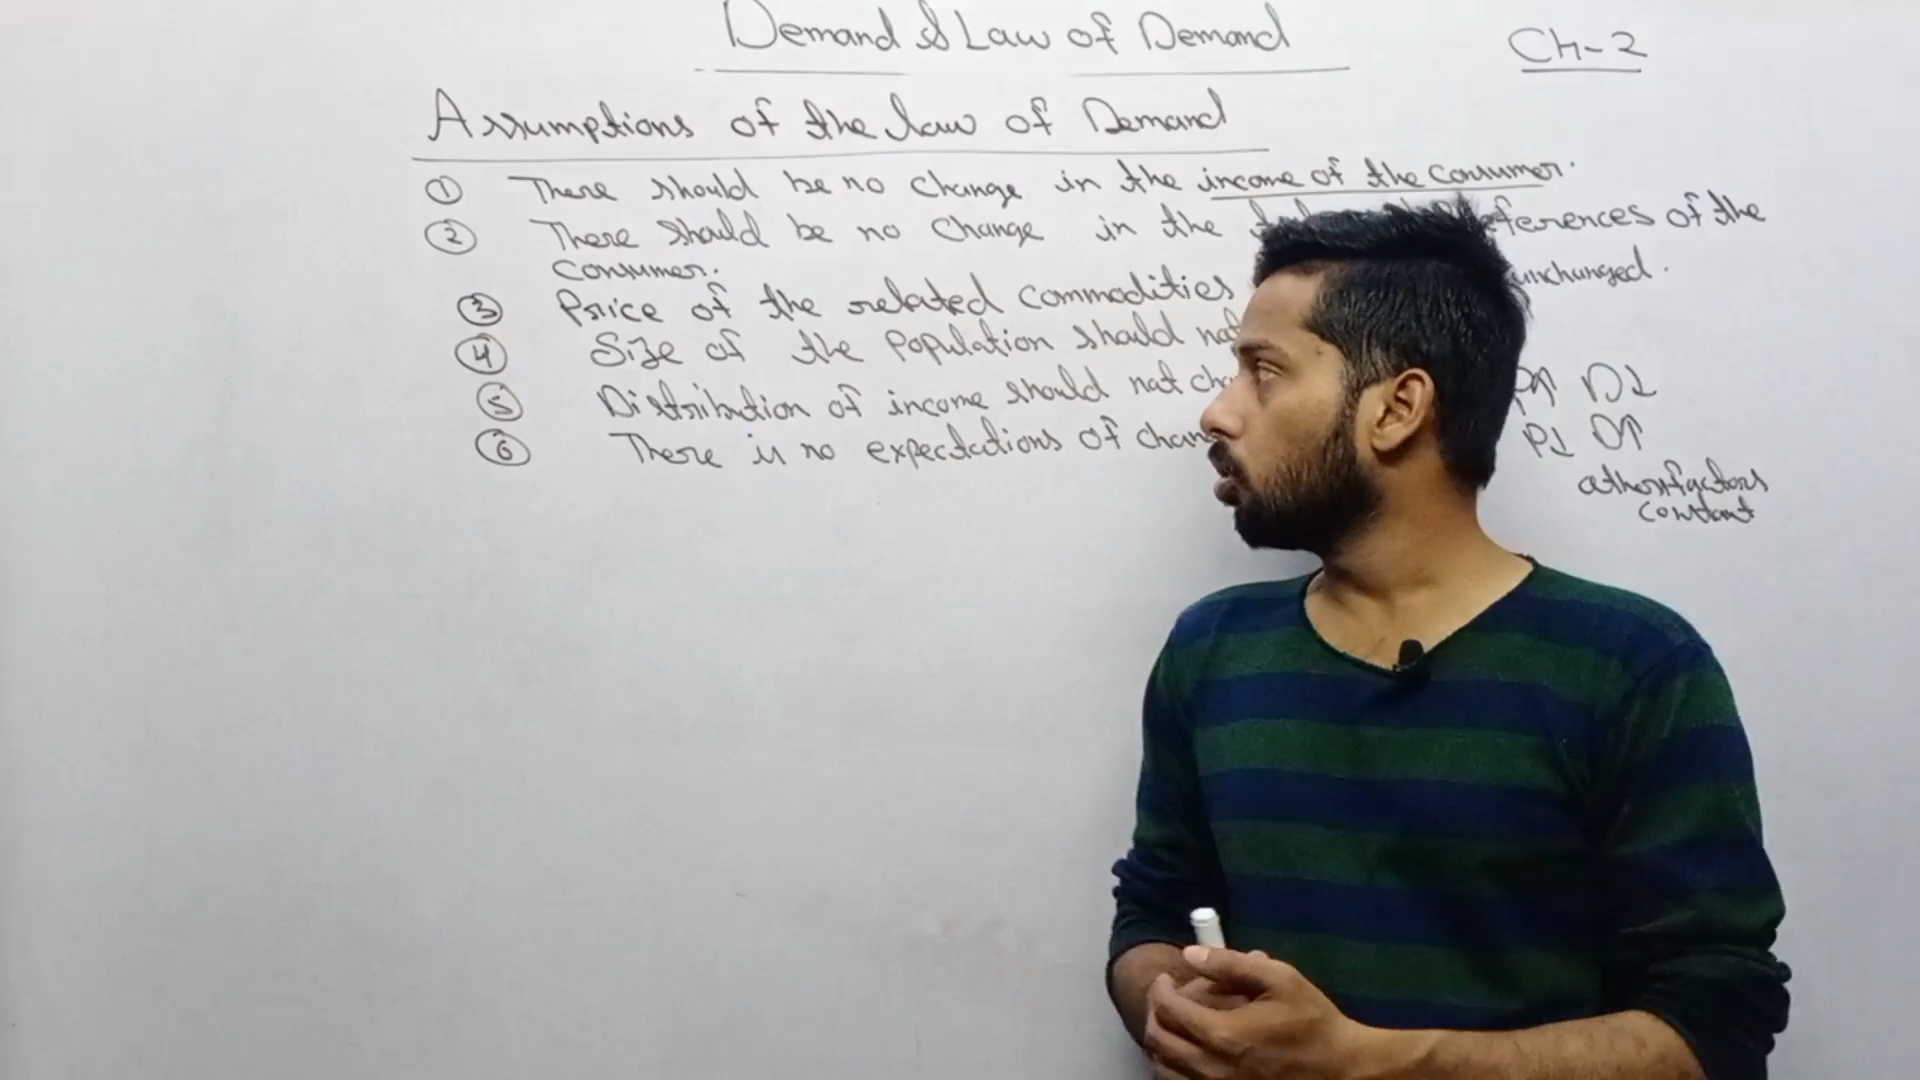 Demand & Law of Demand
Ch-2
Assumptions of the law of Demand
① There should be no change in the income of the consumer.
② There should be no change in the of the
consumer.
③ Price of the related commodities unchanged.
④ Size of the population should not
⑤ Distribution of income should not
⑥ There is no expectations of
P↑ D↓
P↓ D↑
other factors
constant